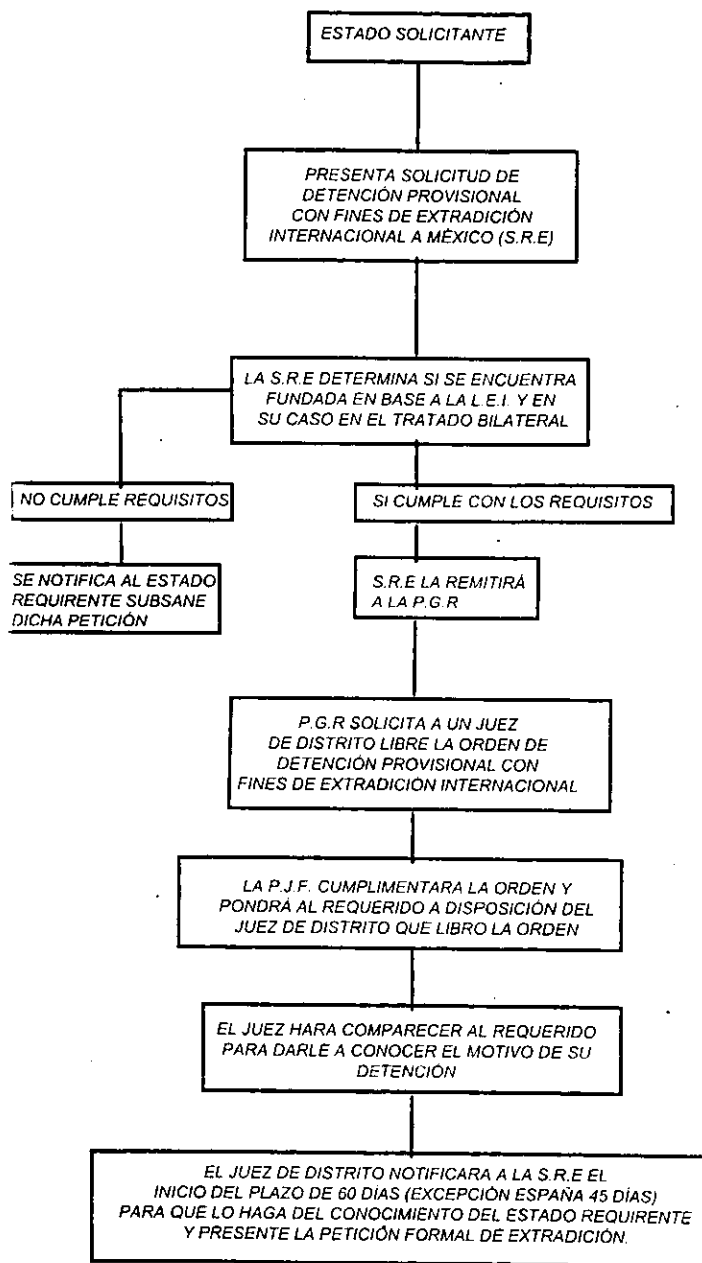 ESTADO SOLICITANTE
PRESENTA SOLICITUD DE
DETENCIÓN PROVISIONAL
CON FINES DE EXTRADICIÓN
INTERNACIONAL A MÉXICO (S.R.E)
LA S.R.E DETERMINA SI SE ENCUENTRA
FUNDADA EN BASE A LA L.E.I. Y EN
SU CASO EN EL TRATADO BILATERAL
NO CUMPLE REQUISITOS
SE NOTIFICA AL ESTADO
REQUIRENTE SUBSANE
DICHA PETICIÓN
SI CUMPLE CON LOS REQUISITOS
S.R.E LA REMITIRÁ
A LA P.G.R
P.G.R SOLICITA A UN JUEZ
DE DISTRITO LIBRE LA ORDEN DE
DETENCIÓN PROVISIONAL CON
FINES DE EXTRADICIÓN INTERNACIONAL
LA P.J.F. CUMPLIMENTARA LA ORDEN Y
PONDRÁ AL REQUERIDO A DISPOSICIÓN DEL
JUEZ DE DISTRITO QUE LIBRO LA ORDEN
EL JUEZ HARA COMPARECER AL REQUERIDO
PARA DARLE A CONOCER EL MOTIVO DE SU
DETENCIÓN
EL JUEZ DE DISTRITO NOTIFICARA A LA S.R.E EL
INICIO DEL PLAZO DE 60 DÍAS (EXCEPCIÓN ESPAÑA 45 DÍAS)
PARA QUE LO HAGA DEL CONOCIMIENTO DEL ESTADO REQUIRENTE
Y PRESENTE LA PETICIÓN FORMAL DE EXTRADICIÓN.